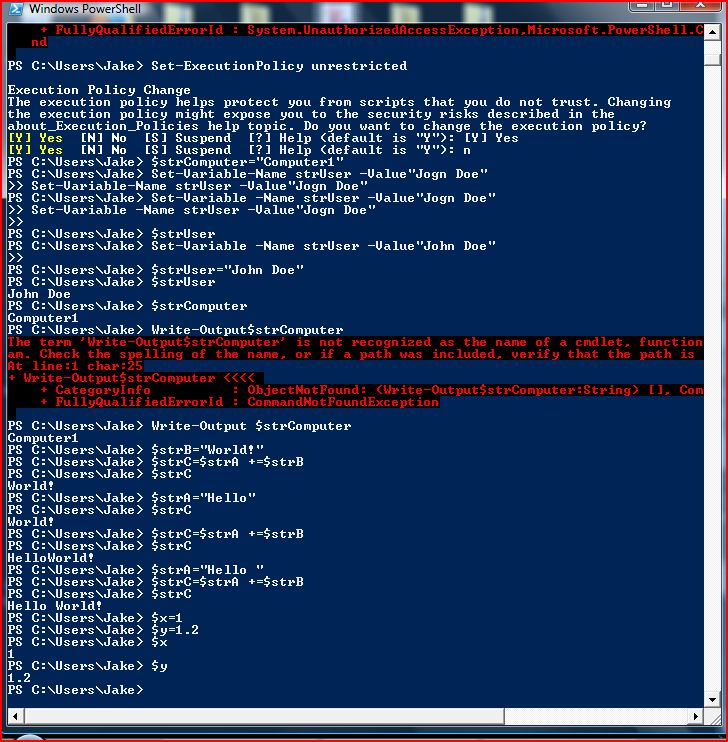 Windows PowerShell
+ FullyQualifiedErrorId : System.UnauthorizedAccessException,Microsoft.PowerShell.C
nd
PS C:\Users\Jake> Set-ExecutionPolicy unrestricted
Execution Policy Change
The execution policy helps protect you from scripts that you do not trust. Changing
the execution policy might expose you to the security risks described in the
about_Execution_Policies help topic. Do you want to change the execution policy?
[Y] Yes  [N] No  [S] Suspend  [?] Help (default is "Y"): [Y] Yes
[Y] Yes  [N] No  [S] Suspend  [?] Help (default is "Y"): n
PS C:\Users\Jake> $strComputer="Computer1"
PS C:\Users\Jake> Set-Variable-Name strUser -Value"Jogn Doe"
>> Set-Variable-Name strUser -Value"Jogn Doe"
PS C:\Users\Jake> Set-Variable -Name strUser -Value"Jogn Doe"
>> Set-Variable -Name strUser -Value"Jogn Doe"
>>
PS C:\Users\Jake> $strUser
PS C:\Users\Jake> Set-Variable -Name strUser -Value"John Doe"
>>
PS C:\Users\Jake> $strUser="John Doe"
PS C:\Users\Jake> $strUser
John Doe
PS C:\Users\Jake> $strComputer
Computer1
PS C:\Users\Jake> Write-Output$strComputer
The term 'Write-Output$strComputer' is not recognized as the name of a cmdlet, function
am. Check the spelling of the name, or if a path was included, verify that the path is
At line:1 char:25
+ Write-Output$strComputer <<<<
+ CategoryInfo          : ObjectNotFound: (Write-Output$strComputer:String) [], Com
+ FullyQualifiedErrorId : CommandNotFoundException
PS C:\Users\Jake> Write-Output $strComputer
Computer1
PS C:\Users\Jake> $strB="World!"
PS C:\Users\Jake> $strC=$strA +=$strB
PS C:\Users\Jake> $strC
World!
PS C:\Users\Jake> $strA="Hello"
PS C:\Users\Jake> $strC
World!
PS C:\Users\Jake> $strC=$strA +=$strB
PS C:\Users\Jake> $strC
HelloWorld!
PS C:\Users\Jake> $strA="Hello "
PS C:\Users\Jake> $strC=$strA +=$strB
PS C:\Users\Jake> $strC
Hello World!
PS C:\Users\Jake> $x=1
PS C:\Users\Jake> $y=1.2
PS C:\Users\Jake> $x
1
PS C:\Users\Jake> $y
1.2
PS C:\Users\Jake>